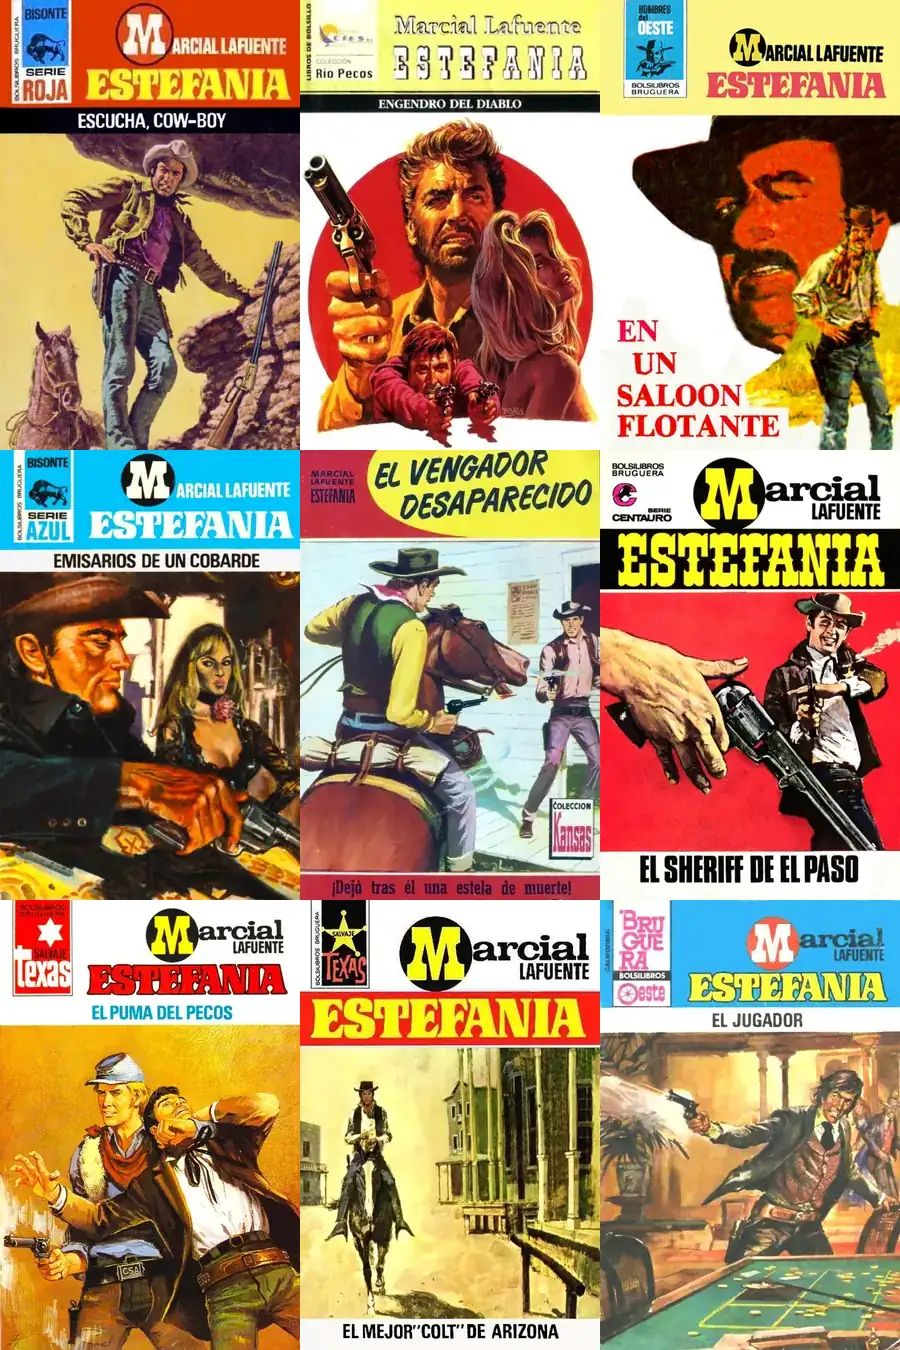 BISONTE
SERIE
ROJA
BOLSILIBROS BRUGUERA
MARCIAL LAFUENTE
ESTEFANIA
ESCUCHA, COW-BOY
LIBROS DE BOLSILLO
COLECCIÓN
Río Pecos
Marcial Lafuente
ESTEFANIA
ENGENDRO DEL DIABLO
HOMBRES
del
OESTE
BOLSILIBROS
BRUGUERA
MARCIAL LAFUENTE
ESTEFANIA
EN
UN
SALOON
FLOTANTE
BISONTE
SERIE
AZUL
BOLSILIBROS BRUGUERA
MARCIAL LAFUENTE
ESTEFANIA
EMISARIOS DE UN COBARDE
MARCIAL
LAFUENTE
ESTEFANIA
EL VENGADOR
DESAPARECIDO
COLECCION
Kansas
¡Dejó tras él una estela de muerte!
BOLSILIBROS
BRUGUERA
SERIE
CENTAURO
Marcial
LAFUENTE
ESTEFANIA
EL SHERIFF DE EL PASO
BOLSILIBROS
BRUGUERA
SALVAJE
texas
Marcial
LAFUENTE
ESTEFANIA
EL PUMA DEL PECOS
CSA
BOLSILIBROS BRUGUERA
SALVAJE
TEXAS
Marcial
LAFUENTE
ESTEFANIA
EL MEJOR "COLT" DE ARIZONA
CALIFORNIA
BRU
GUE
RA
BOLSILIBROS
Oeste
Marcial
LAFUENTE
ESTEFANIA
EL JUGADOR